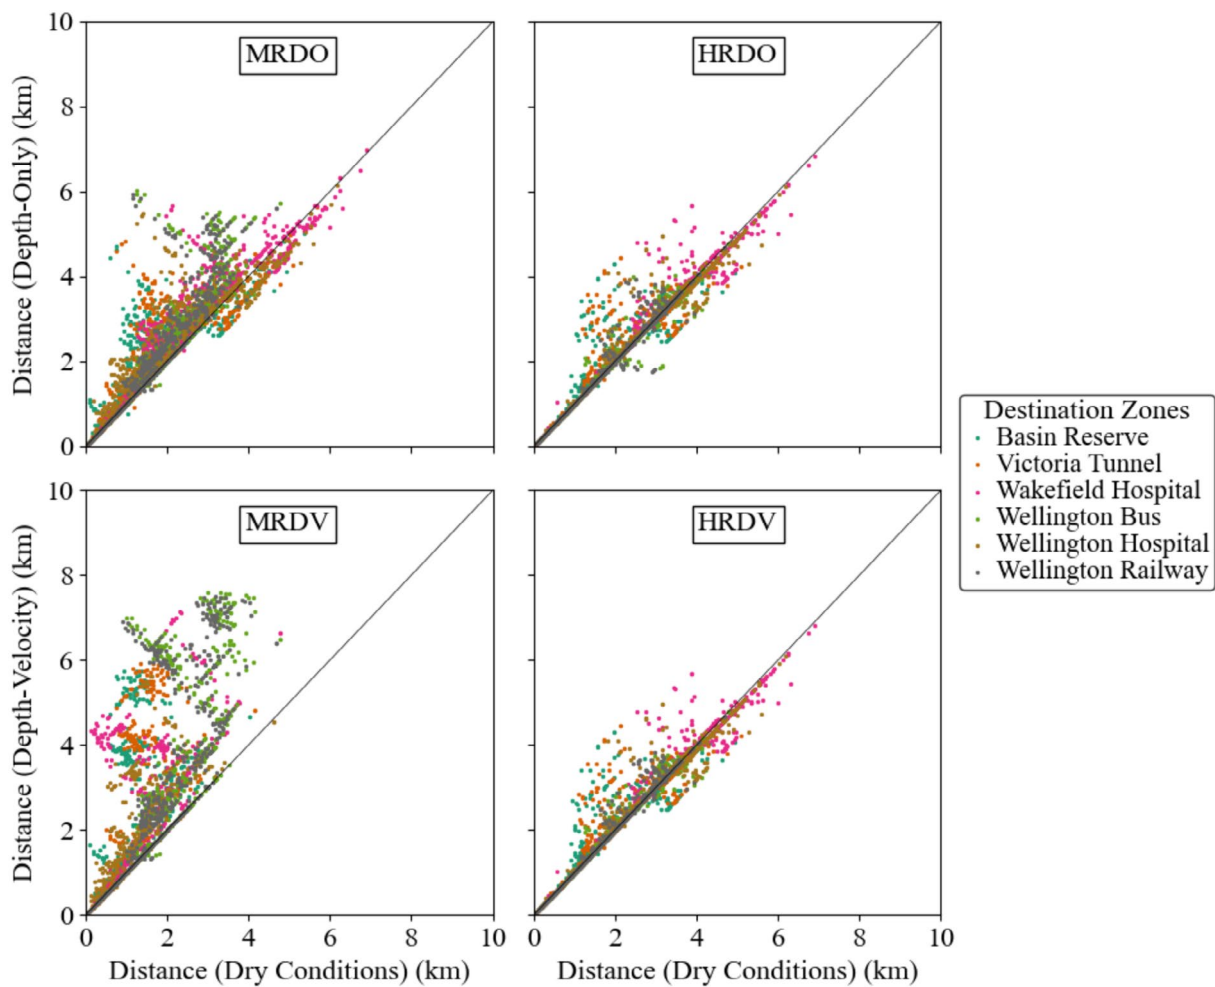 MRDO
HRDO
10
8
6
4
2
0
Distance (Depth-Only) (km)
MRDV
HRDV
10
8
6
4
2
0
Distance (Depth-Velocity) (km)
0 2 4 6 8 10
0 2 4 6 8 10
Distance (Dry Conditions) (km)
Distance (Dry Conditions) (km)
Destination Zones
Basin Reserve
Victoria Tunnel
Wakefield Hospital
Wellington Bus
Wellington Hospital
Wellington Railway